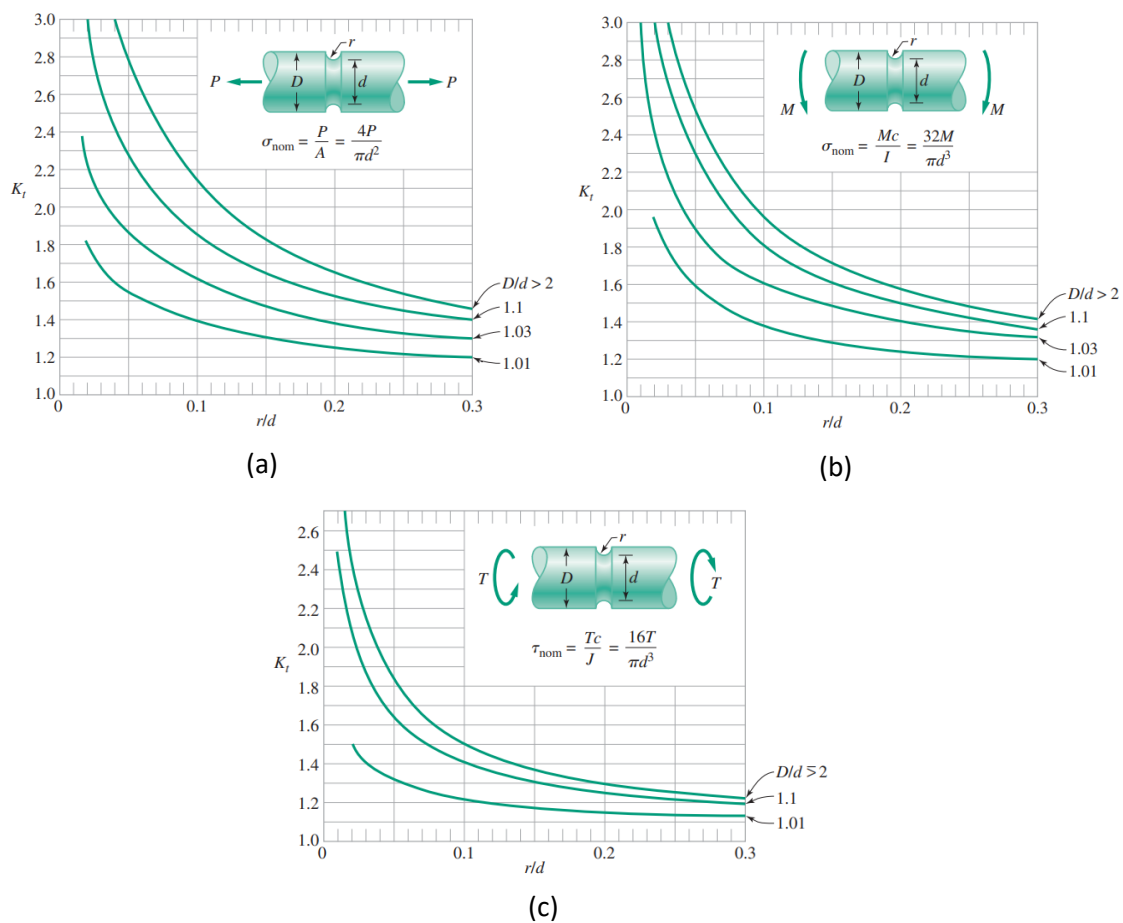 3.0
2.8
2.6
2.4
2.2
K_t
2.0
1.8
1.6
1.4
1.2
1.0
0
0.1
0.2
0.3
r/d
r
P
D
d
P
σ_nom = P/A = 4P/πd²
D/d > 2
1.1
1.03
1.01
(a)
3.0
2.8
2.6
2.4
2.2
K_t
2.0
1.8
1.6
1.4
1.2
1.0
0
0.1
0.2
0.3
r/d
r
D
d
M
M
σ_nom = Mc/I = 32M/πd³
D/d > 2
1.1
1.03
1.01
(b)
2.6
2.4
2.2
2.0
K_t
1.8
1.6
1.4
1.2
1.0
0
0.1
0.2
0.3
r/d
r
T
D
d
T
τ_nom = Tc/J = 16T/πd³
D/d ⋝ 2
1.1
1.01
(c)